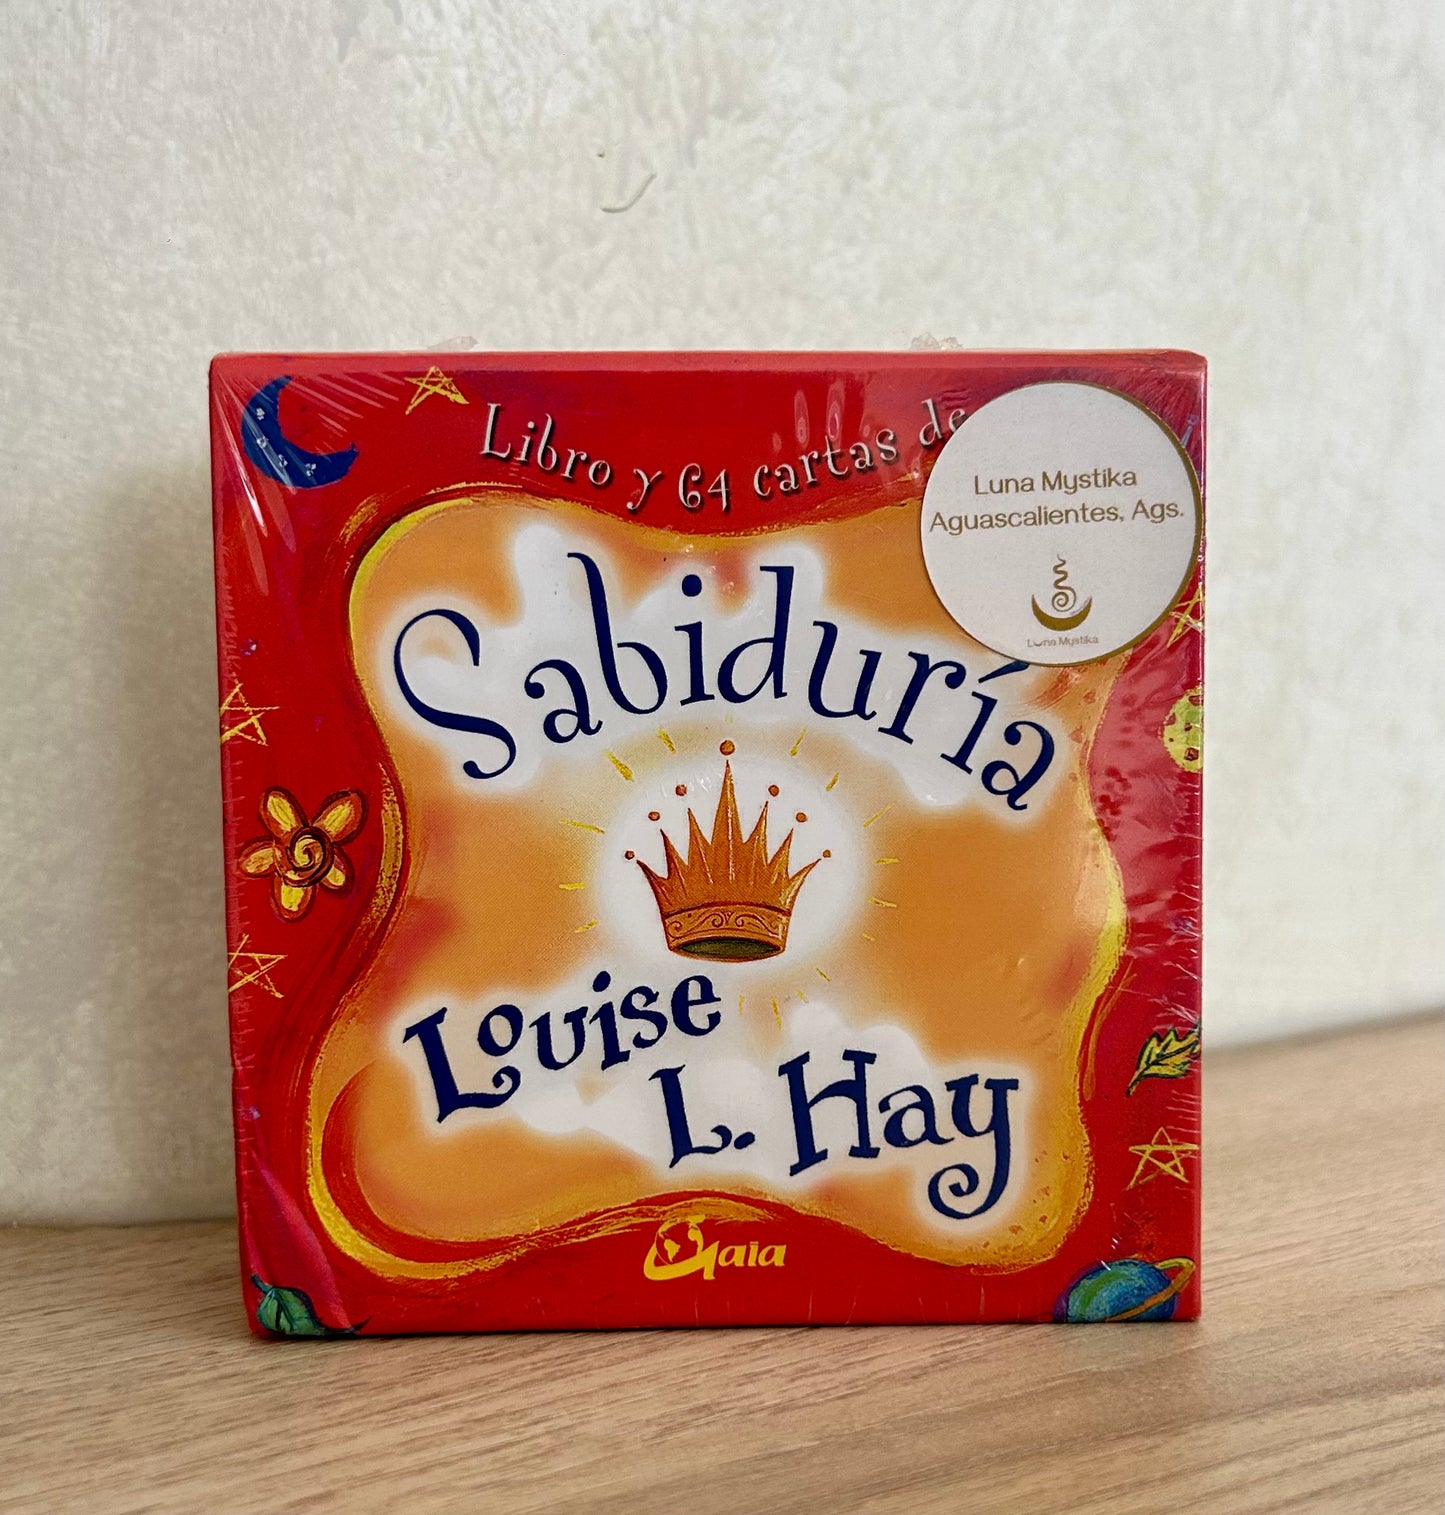 Libro y 64 cartas de
Luna Mystika
Aguascalientes, Ags.
Luna Mystika
Sabiduría
Louise
L. Hay
Gaia